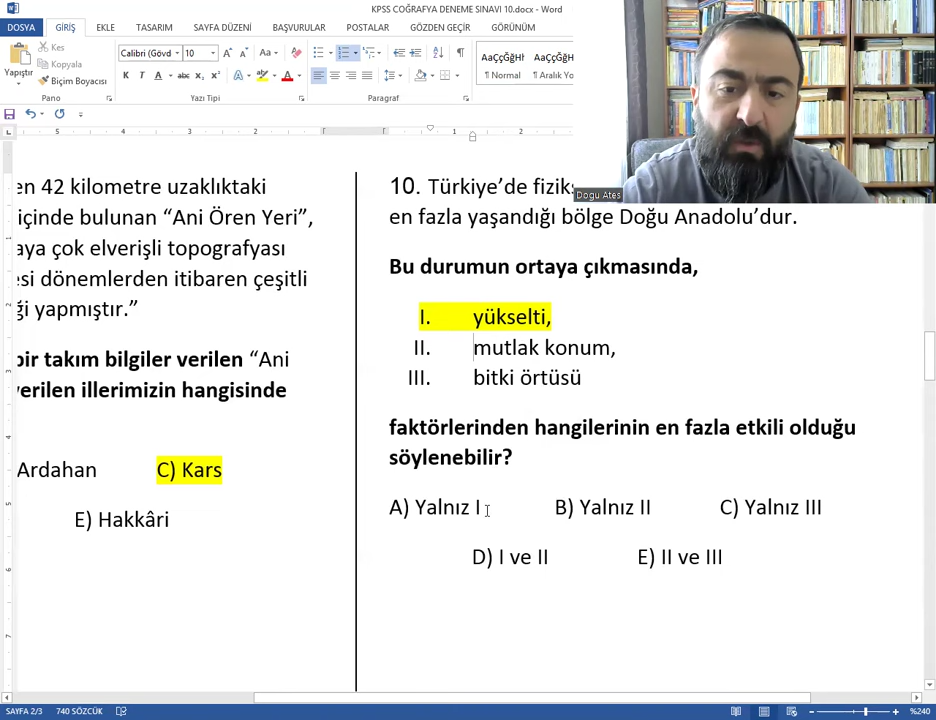 KPSS COĞRAFYA DENEME SINAVI 10.docx - Word
DOSYA GİRİŞ EKLE TASARIM SAYFA DÜZENİ BAŞVURULAR POSTALAR GÖZDEN GEÇİR GÖRÜNÜM
Yapıştır
Kes
Kopyala
Biçim Boyacısı
Calibri (Gövd 10
Pano Yazı Tipi Paragraf
AaÇçĞğH AaÇçĞğH
¶ Normal ¶ Aralık Yo
en 42 kilometre uzaklıktaki
içinde bulunan “Ani Ören Yeri”,
aya çok elverişli topografyası
esi dönemlerden itibaren çeşitli
ği yapmıştır.”
bir takım bilgiler verilen “Ani
verilen illerimizin hangisinde
Ardahan C) Kars
E) Hakkâri
10. Türkiye’de fiziks
en fazla yaşandığı bölge Doğu Anadolu’dur.
Bu durumun ortaya çıkmasında,
I. yükselti,
II. mutlak konum,
III. bitki örtüsü
faktörlerinden hangilerinin en fazla etkili olduğu
söylenebilir?
A) Yalnız I B) Yalnız II C) Yalnız III
D) I ve II E) II ve III
Dogu Ates
SAYFA 2/3 740 SÖZCÜK %240